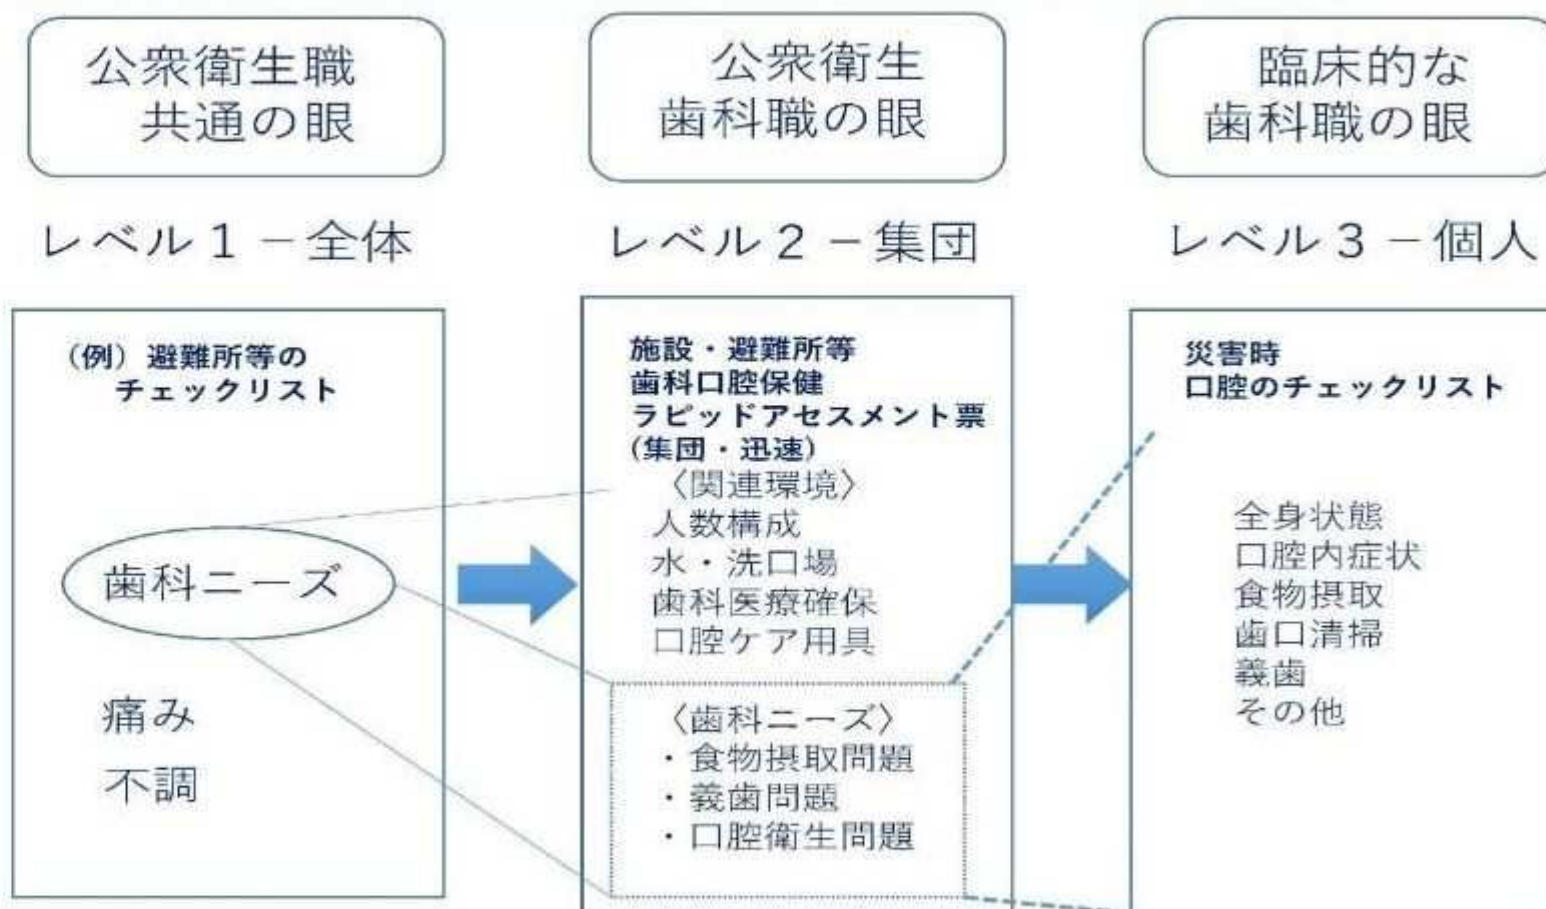 公衆衛生職
共通の眼
レベル１－全体
（例）避難所等の
チェックリスト
歯科ニーズ
痛み
不調
公衆衛生
歯科職の眼
レベル２－集団
施設・避難所等
歯科口腔保健
ラピッドアセスメント票
(集団・迅速)
〈関連環境〉
人数構成
水・洗口場
歯科医療確保
口腔ケア用具
〈歯科ニーズ〉
・食物摂取問題
・義歯問題
・口腔衛生問題
臨床的な
歯科職の眼
レベル３－個人
災害時
口腔のチェックリスト
全身状態
口腔内症状
食物摂取
歯口清掃
義歯
その他